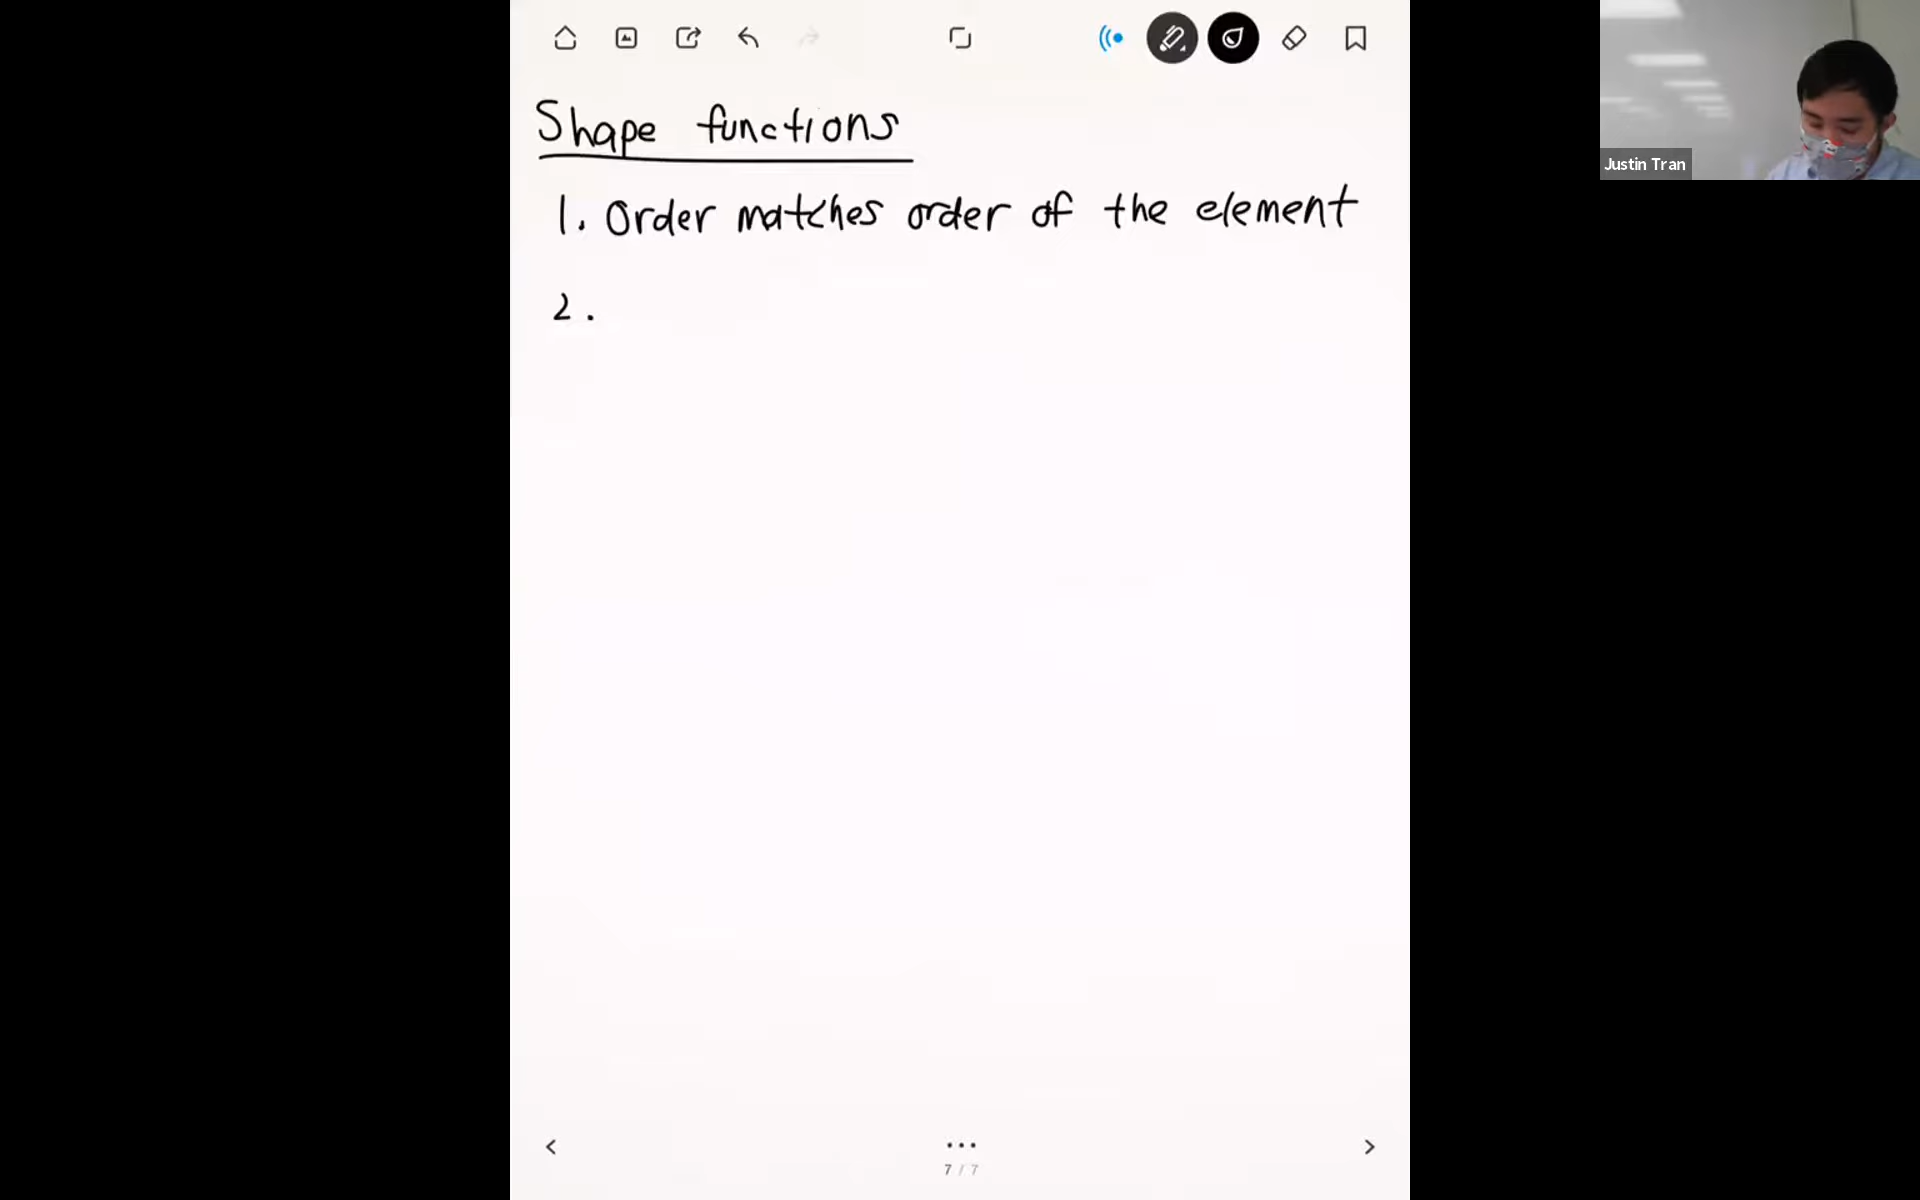 Shape functions
1. Order matches order of the element
2.
7 / 7
Justin Tran